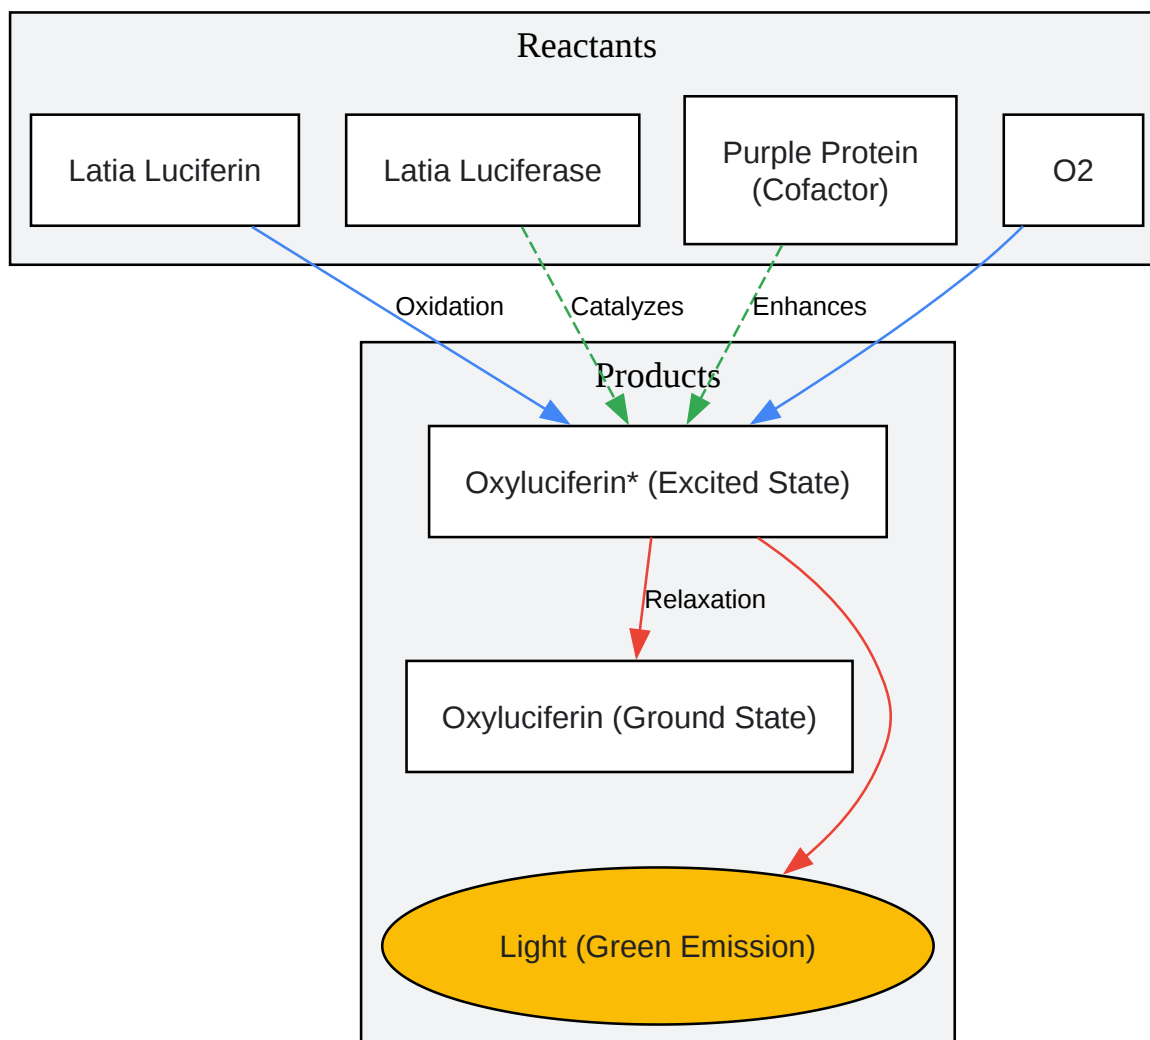 Reactants
Latia Luciferin
Latia Luciferase
Purple Protein
(Cofactor)
O2
Oxidation
Catalyzes
Enhances
Products
Oxyluciferin* (Excited State)
Relaxation
Oxyluciferin (Ground State)
Light (Green Emission)